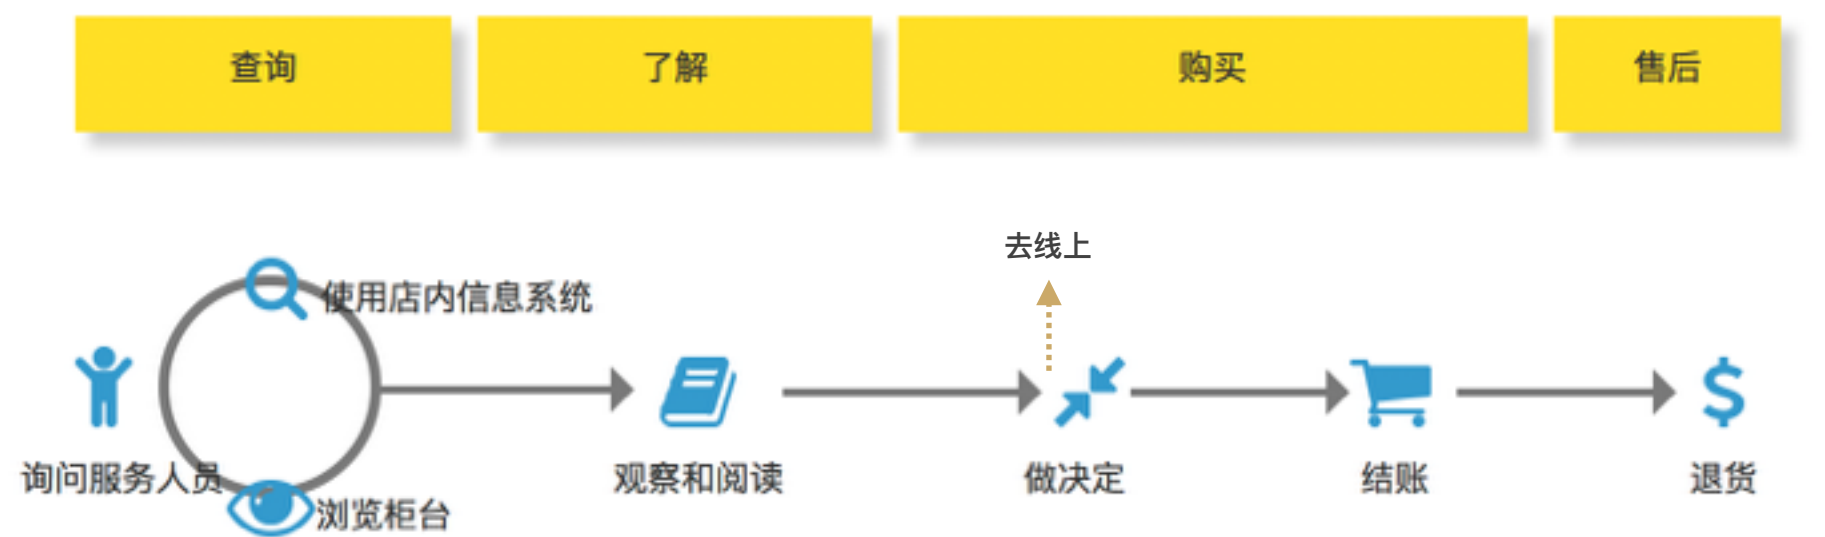 查询
了解
购买
售后
去线上
使用店内信息系统
询问服务人员
浏览柜台
观察和阅读
做决定
结账
退货